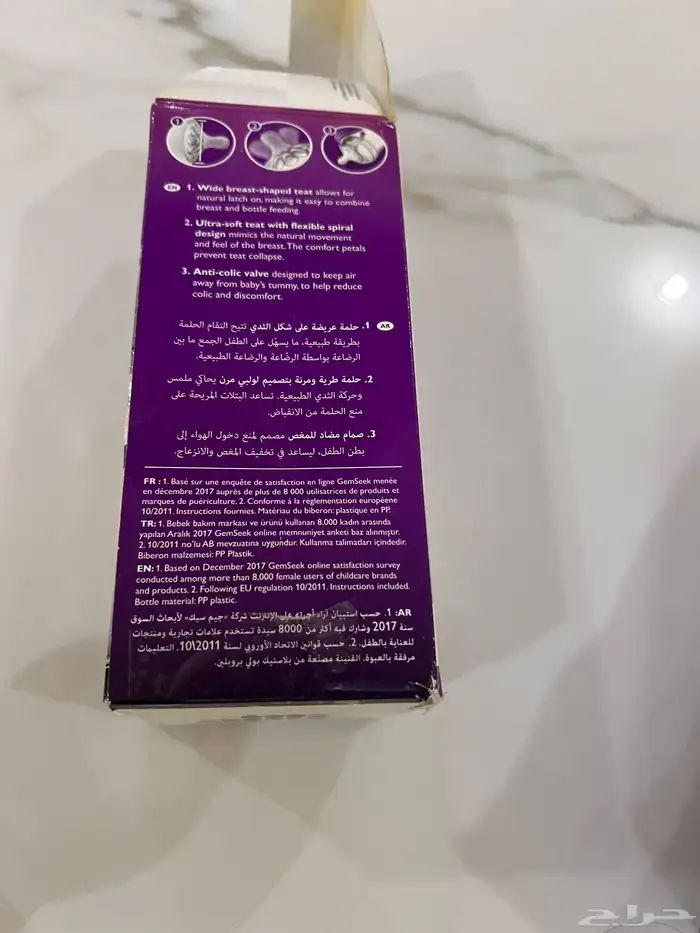 1 2 3
EN 1. Wide breast-shaped teat allows for
natural latch on, making it easy to combine
breast and bottle feeding.
2. Ultra-soft teat with flexible spiral
design mimics the natural movement
and feel of the breast. The comfort petals
prevent teat collapse.
3. Anti-colic valve designed to keep air
away from baby's tummy, to help reduce
colic and discomfort.
AR 1. حلمة عريضة على شكل الثدي تتيح التقام الحلمة
بطريقة طبيعية، ما يسهّل على الطفل الجمع ما بين
الرضاعة بواسطة الرضّاعة والرضاعة الطبيعية.
2. حلمة طرية ومرنة بتصميم لولبي مرن يحاكي ملمس
وحركة الثدي الطبيعية. تساعد البتلات المريحة على
منع الحلمة من الانقباض.
3. صمام مضاد للمغص مصمم لمنع دخول الهواء إلى
بطن الطفل، ليساعد في تخفيف المغص والانزعاج.
FR : 1. Basé sur une enquête de satisfaction en ligne GemSeek menée
en décembre 2017 auprès de plus de 8 000 utilisatrices de produits et
marques de puériculture. 2. Conforme à la réglementation européenne
10/2011. Instructions fournies. Matériau du biberon: plastique en PP.
TR: 1. Bebek bakım markası ve ürünü kullanan 8.000 kadın arasında
yapılan Aralık 2017 GemSeek online memnuniyet anketi baz alınmıştır.
2. 10/2011 no'lu AB mevzuatına uygundur. Kullanma talimatları içindedir.
Biberon malzemesi: PP Plastik.
EN: 1. Based on December 2017 GemSeek online satisfaction survey
conducted among more than 8,000 female users of childcare brands
and products. 2. Following EU regulation 10/2011. Instructions included.
Bottle material: PP plastic.
AR: 1. حسب استبيان آراء أجرته على الإنترنت شركة «جيم سيك» لأبحاث السوق
سنة 2017 وشارك فيه أكثر من 8000 سيدة تستخدم علامات تجارية ومنتجات
للعناية بالطفل. 2. حسب قوانين الاتحاد الأوروبي لسنة 10\2011. التعليمات
مرفقة بالعبوة. القنينة مصنّعة من بلاستيك بولي بروبلين.
حراج